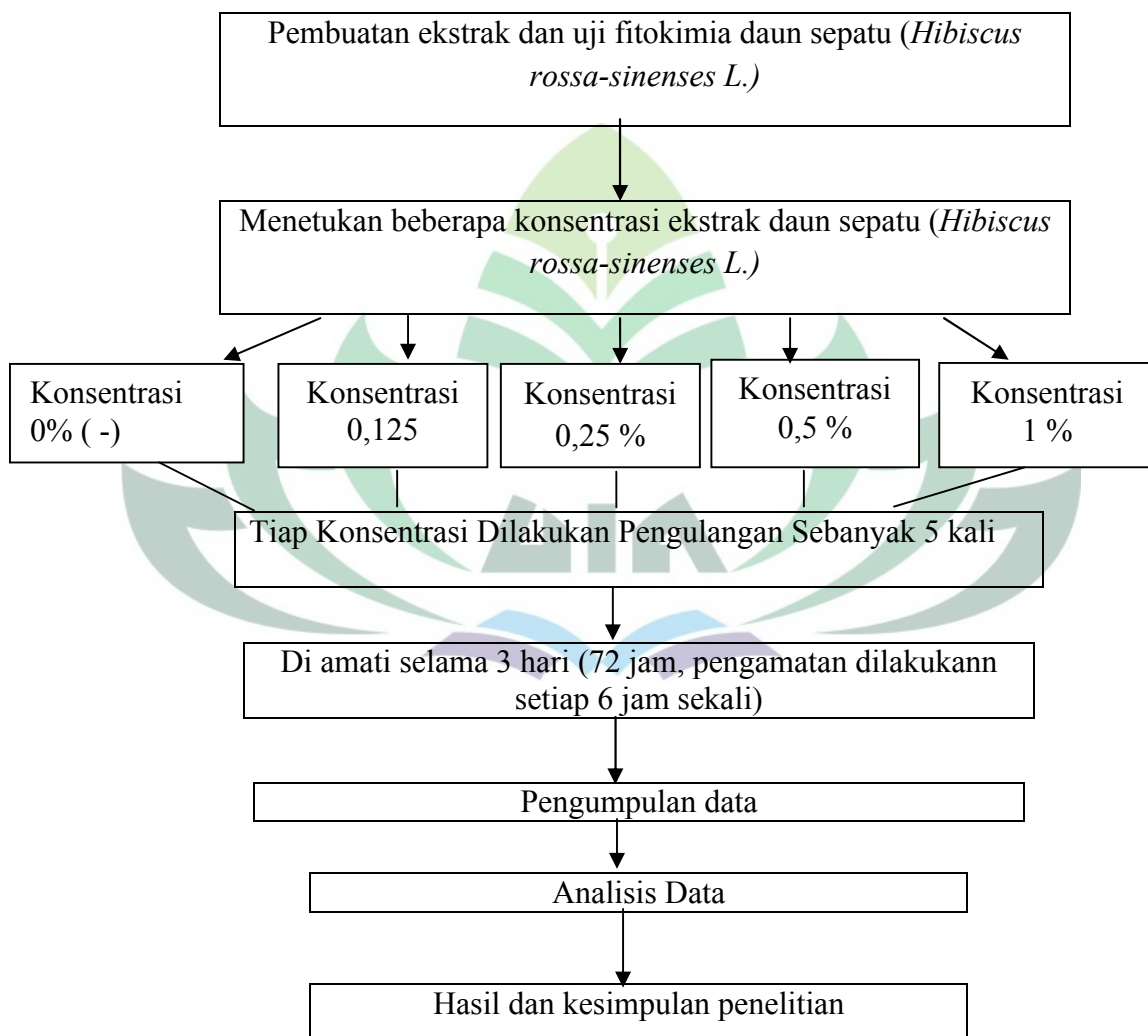 Pembuatan ekstrak dan uji fitokimia daun sepatu (Hibiscus
rossa-sinenses L.)
Menetukan beberapa konsentrasi ekstrak daun sepatu (Hibiscus
rossa-sinenses L.)
Konsentrasi
0% ( -)
Konsentrasi
0,125
Konsentrasi
0,25 %
Konsentrasi
0,5 %
Konsentrasi
1 %
Tiap Konsentrasi Dilakukan Pengulangan Sebanyak 5 kali
Di amati selama 3 hari (72 jam, pengamatan dilakukann
setiap 6 jam sekali)
Pengumpulan data
Analisis Data
Hasil dan kesimpulan penelitian